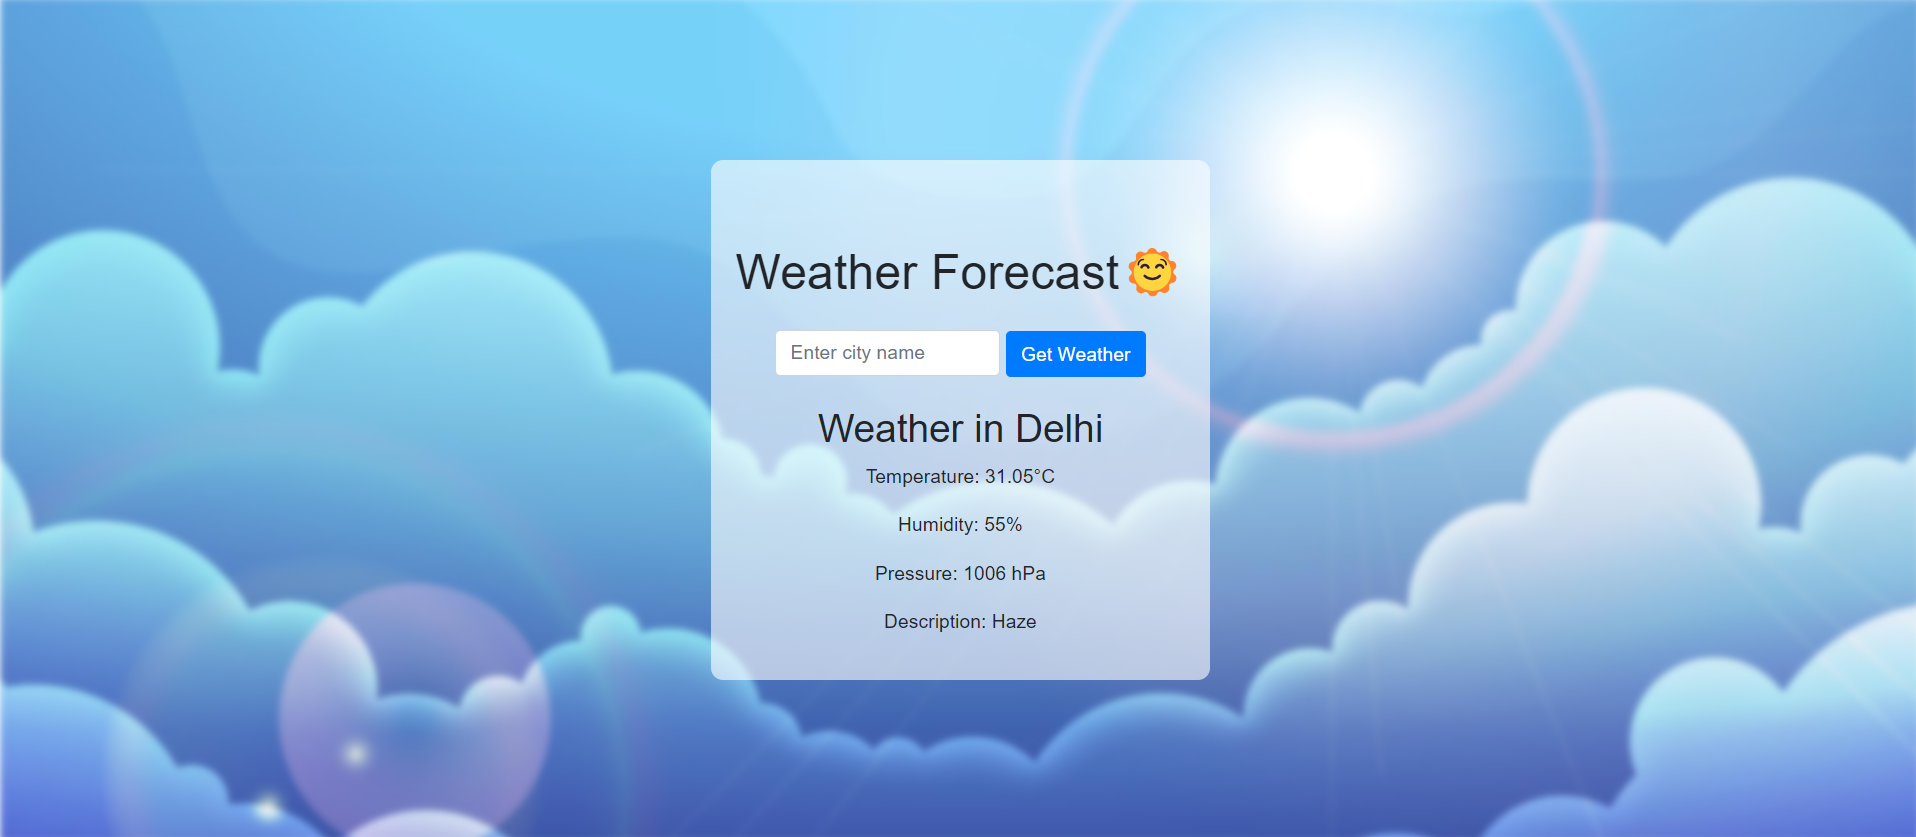 Weather Forecast
Enter city name
Get Weather
Weather in Delhi
Temperature: 31.05°C
Humidity: 55%
Pressure: 1006 hPa
Description: Haze